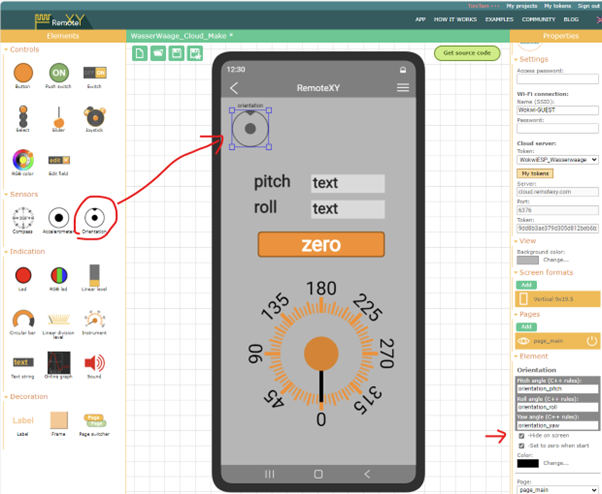 My projects
My tokens
Sign out
RemoteXY
APP
HOW IT WORKS
EXAMPLES
COMMUNITY
BLOG
Elements
WasserWaage_Cloud_Make *
Properties
Get source code
Controls
Button
Push switch
Switch
ON
Select
Slider
Joystick
RGB color
Edit field
Sensors
Compass
Accelerometer
Orientation
Indication
Led
RGB led
Linear level
Circular bar
Linear division level
Instrument
text
Text string
Online graph
Sound
Decoration
Label
Page
Page
Label
Frame
Page switcher
12:30
RemoteXY
orientation
pitch
text
roll
text
zero
180
135
225
90
270
45
315
0
Settings
Access password:
Wi-Fi connection:
Name (SSID):
Wokwi-GUEST
Password:
Cloud server:
Token:
WokwiESP_Wasserwaage
My tokens
Server:
cloud.remotexy.com
Port:
6376
Token:
View
Background color:
Change...
Screen formats
Add
Vertical 9x19.5
Pages
Add
page_main
Element
Orientation
Pitch angle (C++ rules):
orientation_pitch
Roll angle (C++ rules):
orientation_roll
Yaw angle (C++ rules):
orientation_yaw
-Hide on screen
-Set to zero when start
Color:
Change...
Page:
page_main